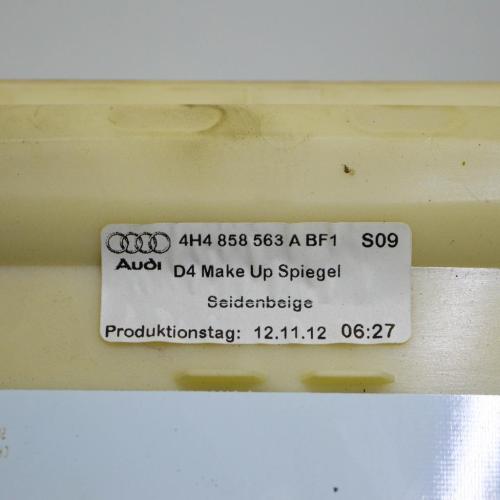 4H4 858 563 A BF1 S09
Audi
D4 Make Up Spiegel
Seidenbeige
Produktionstag: 12.11.12 06:27